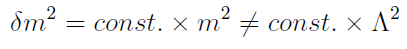 δm² = const. × m² ≠ const. × Λ²